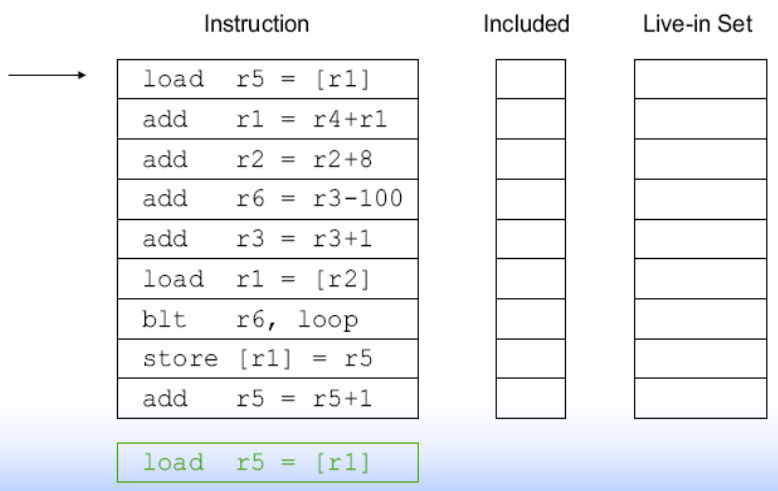 Instruction Included Live-in Set
load r5 = [r1]
add r1 = r4+r1
add r2 = r2+8
add r6 = r3-100
add r3 = r3+1
load r1 = [r2]
blt r6, loop
store [r1] = r5
add r5 = r5+1
load r5 = [r1]